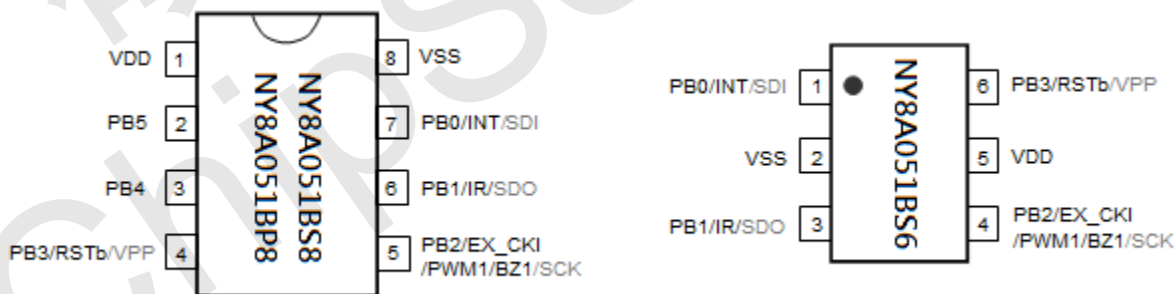 VDD 1
PB5 2
PB4 3
PB3/RSTb/VPP 4
NY8A051BP8
NY8A051BS8
8 VSS
7 PB0/INT/SDI
6 PB1/IR/SDO
5 PB2/EX_CKI
/PWM1/BZ1/SCK
PB0/INT/SDI 1
VSS 2
PB1/IR/SDO 3
NY8A051BS6
6 PB3/RSTb/VPP
5 VDD
4 PB2/EX_CKI
/PWM1/BZ1/SCK